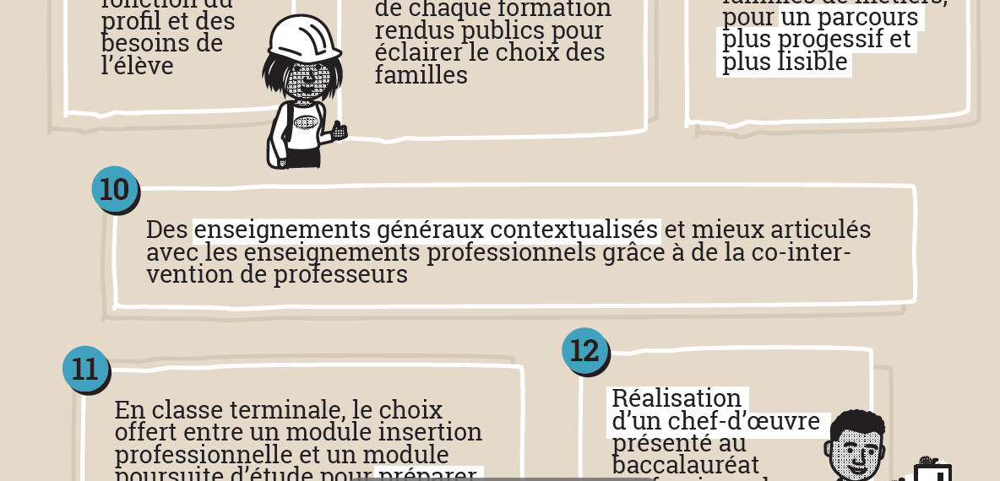 fonction du
profil et des
besoins de
l’élève
de chaque formation
rendus publics pour
éclairer le choix des
familles
familles de métiers,
pour un parcours
plus progessif et
plus lisible
10
Des enseignements généraux contextualisés et mieux articulés
avec les enseignements professionnels grâce à de la co-inter-
vention de professeurs
11
En classe terminale, le choix
offert entre un module insertion
professionnelle et un module
poursuite d’étude pour préparer
12
Réalisation
d’un chef-d’œuvre
présenté au
baccalauréat